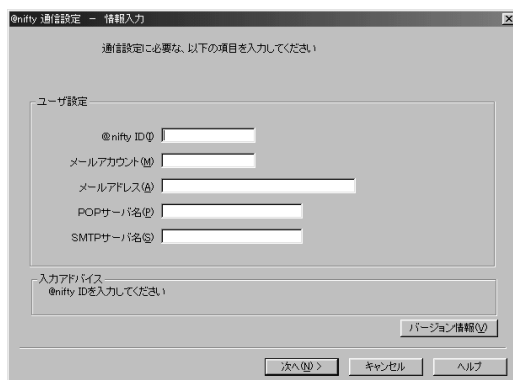 @nifty 通信設定 － 情報入力
通信設定に必要な、以下の項目を入力してください
ユーザ設定
@nifty ID(I)
メールアカウント(M)
メールアドレス(A)
POPサーバ名(P)
SMTPサーバ名(S)
入力アドバイス
@nifty IDを入力してください
バージョン情報(V)
次へ(N) > キャンセル ヘルプ